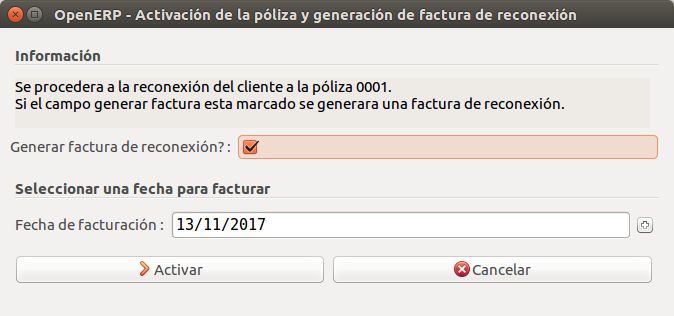 OpenERP - Activación de la póliza y generación de factura de reconexión
Información
Se procedera a la reconexión del cliente a la póliza 0001.
Si el campo generar factura esta marcado se generara una factura de reconexión.
Generar factura de reconexión? :
Seleccionar una fecha para facturar
Fecha de facturación : 13/11/2017
Activar Cancelar